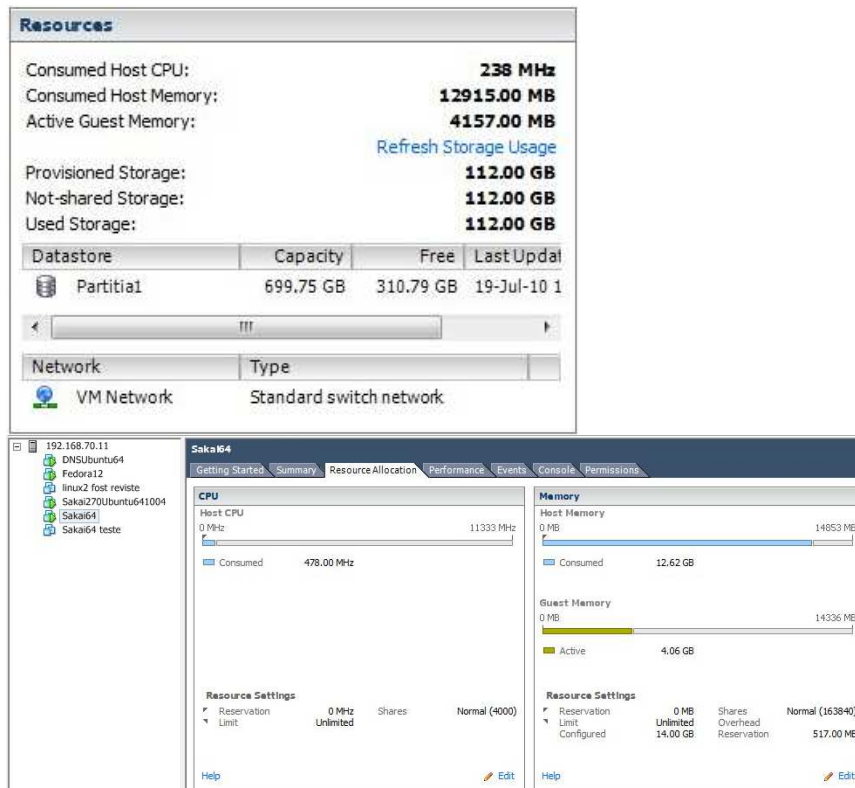 Resources
Consumed Host CPU: 238 MHz
Consumed Host Memory: 12915.00 MB
Active Guest Memory: 4157.00 MB
Refresh Storage Usage
Provisioned Storage: 112.00 GB
Not-shared Storage: 112.00 GB
Used Storage: 112.00 GB
Datastore Capacity Free Last Updat
Partitia1 699.75 GB 310.79 GB 19-Jul-10 1
Network Type
VM Network Standard switch network
192.168.70.11
DNSUbuntu64
Fedora12
linux2 fost reviste
Sakai270Ubuntu641004
Sakai64
Sakai64 teste
Sakai64
Getting Started Summary Resource Allocation Performance Events Console Permissions
CPU
Host CPU
0 MHz 11333 MHz
Consumed 478.00 MHz
Resource Settings
Reservation 0 MHz Shares Normal (4000)
Limit Unlimited
Help Edit
Memory
Host Memory
0 MB 14853 MB
Consumed 12.62 GB
Guest Memory
0 MB 14336 MB
Active 4.06 GB
Resource Settings
Reservation 0 MB Shares Normal (163840)
Limit Unlimited Overhead
Configured 14.00 GB Reservation 517.00 MB
Help Edit